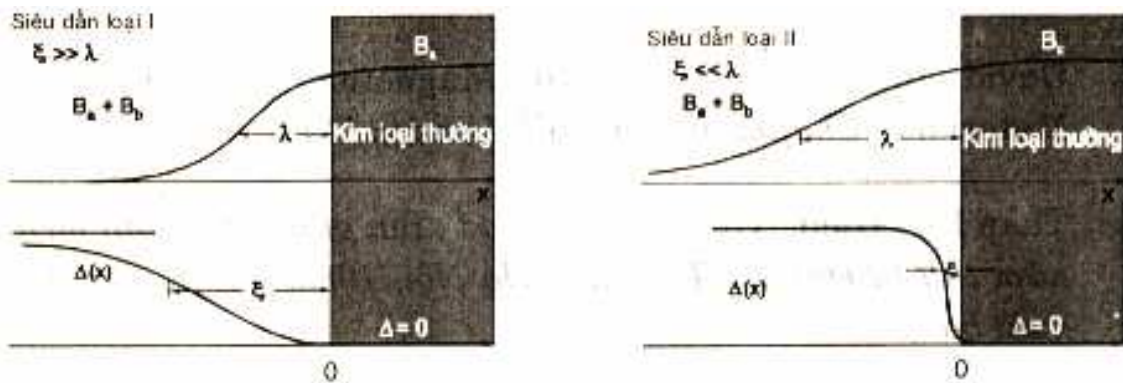 Siêu dẫn loại I
ξ >> λ
Bₐ + B_b
Bₐ
λ
Kim loại thường
x
Δ(x)
ξ
Δ = 0
0
Siêu dẫn loại II
ξ << λ
Bₐ + B_b
Bₐ
λ
Kim loại thường
x
Δ(x)
ξ
Δ = 0
0